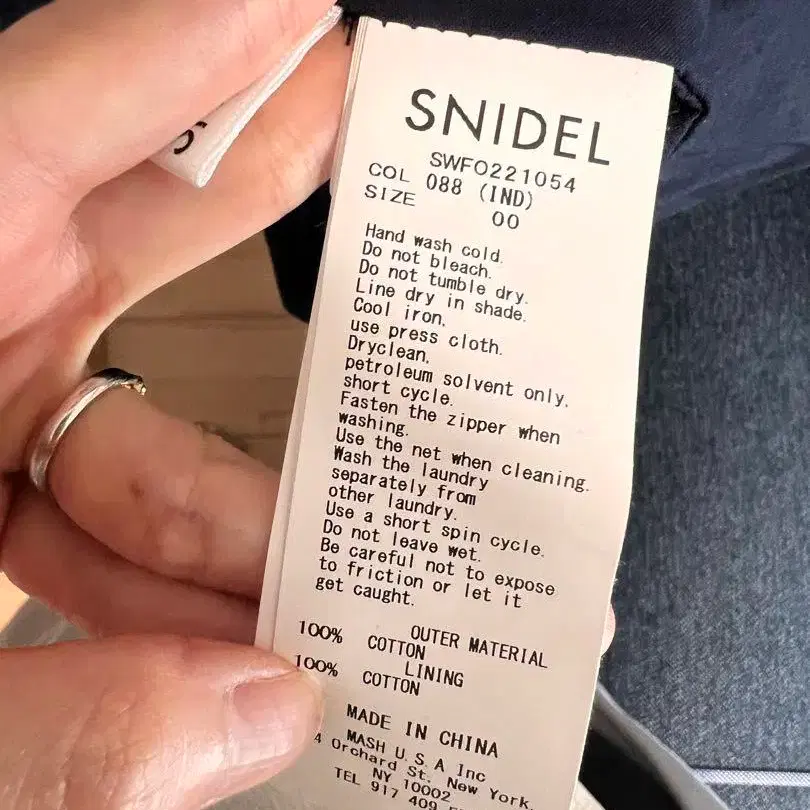 SNIDEL
SWFO221054
COL 088 (IND)
SIZE 00
Hand wash cold.
Do not bleach.
Do not tumble dry.
Line dry in shade.
Cool iron,
use press cloth.
Dryclean,
petroleum solvent only,
short cycle.
Fasten the zipper when
washing.
Use the net when cleaning.
Wash the laundry
separately from
other laundry.
Use a short spin cycle.
Do not leave wet.
Be careful not to expose
to friction or let it
get caught.
OUTER MATERIAL
100% COTTON
LINING
100% COTTON
MADE IN CHINA
MASH U.S.A Inc
4 Orchard St. New York.
NY 10002
TEL 917 409